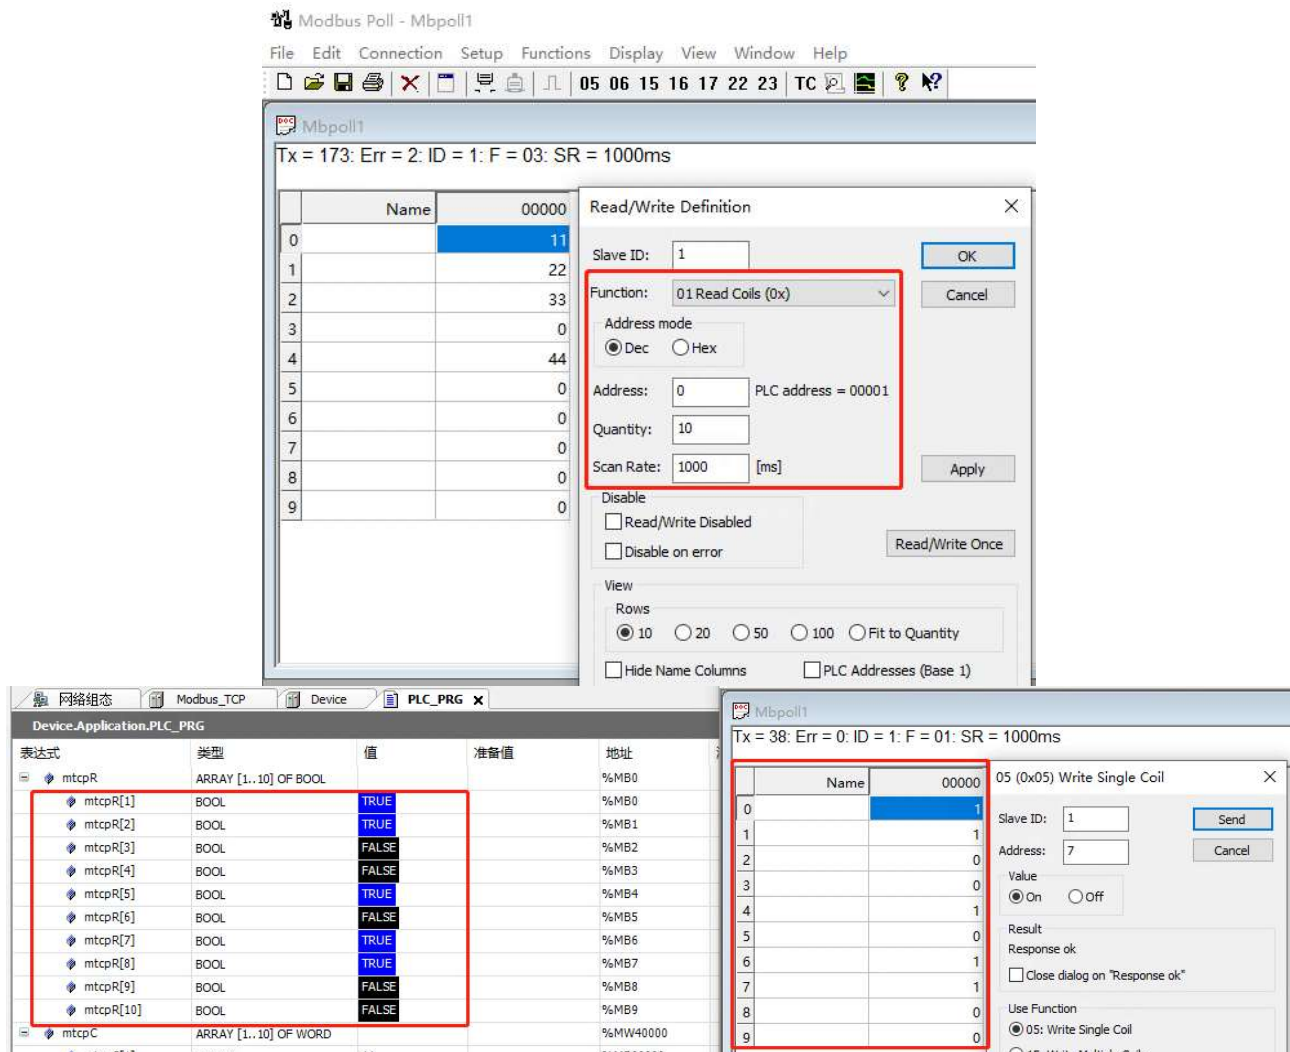 Modbus Poll - Mbpoll1
File Edit Connection Setup Functions Display View Window Help
05 06 15 16 17 22 23 TC
Mbpoll1
Tx = 173: Err = 2: ID = 1: F = 03: SR = 1000ms
Name 00000
0 11
1 22
2 33
3 0
4 44
5 0
6 0
7 0
8 0
9 0
Read/Write Definition
Slave ID: 1
OK
Function: 01 Read Coils (0x)
Cancel
Address mode
Dec Hex
Address: 0 PLC address = 00001
Quantity: 10
Scan Rate: 1000 [ms]
Apply
Disable
Read/Write Disabled
Disable on error
Read/Write Once
View
Rows
10 20 50 100 Fit to Quantity
Hide Name Columns PLC Addresses (Base 1)
网络组态 Modbus_TCP Device PLC_PRG X
Device.Application.PLC_PRG
表达式 类型 值 准备值 地址
mtcpR ARRAY [1..10] OF BOOL %MB0
mtcpR[1] BOOL TRUE %MB0
mtcpR[2] BOOL TRUE %MB1
mtcpR[3] BOOL FALSE %MB2
mtcpR[4] BOOL FALSE %MB3
mtcpR[5] BOOL TRUE %MB4
mtcpR[6] BOOL FALSE %MB5
mtcpR[7] BOOL TRUE %MB6
mtcpR[8] BOOL TRUE %MB7
mtcpR[9] BOOL FALSE %MB8
mtcpR[10] BOOL FALSE %MB9
mtcpC ARRAY [1..10] OF WORD %MW40000
Mbpoll1
Tx = 38: Err = 0: ID = 1: F = 01: SR = 1000ms
Name 00000
0 1
1 1
2 0
3 0
4 1
5 0
6 1
7 1
8 0
9 0
05 (0x05) Write Single Coil
Slave ID: 1
Send
Address: 7
Cancel
Value
On Off
Result
Response ok
Close dialog on "Response ok"
Use Function
05: Write Single Coil